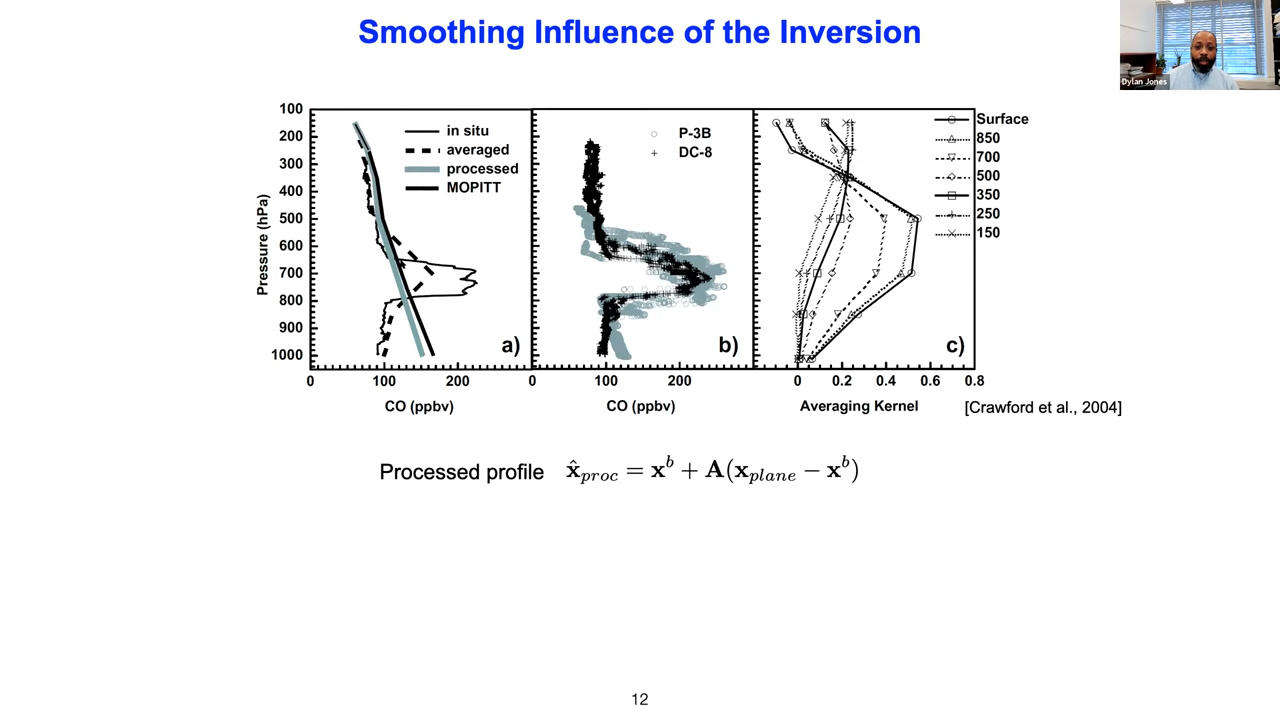 Smoothing Influence of the Inversion
Dylan Jones
100
200
300
400
500
600
700
800
900
1000
Pressure (hPa)
in situ
averaged
processed
MOPITT
a)
0
100
200
CO (ppbv)
P-3B
DC-8
b)
0
100
200
CO (ppbv)
c)
0
0.2
0.4
0.6
0.8
Averaging Kernel
Surface
850
700
500
350
250
150
[Crawford et al., 2004]
Processed profile x̂_proc = x^b + A(x_plane − x^b)
12